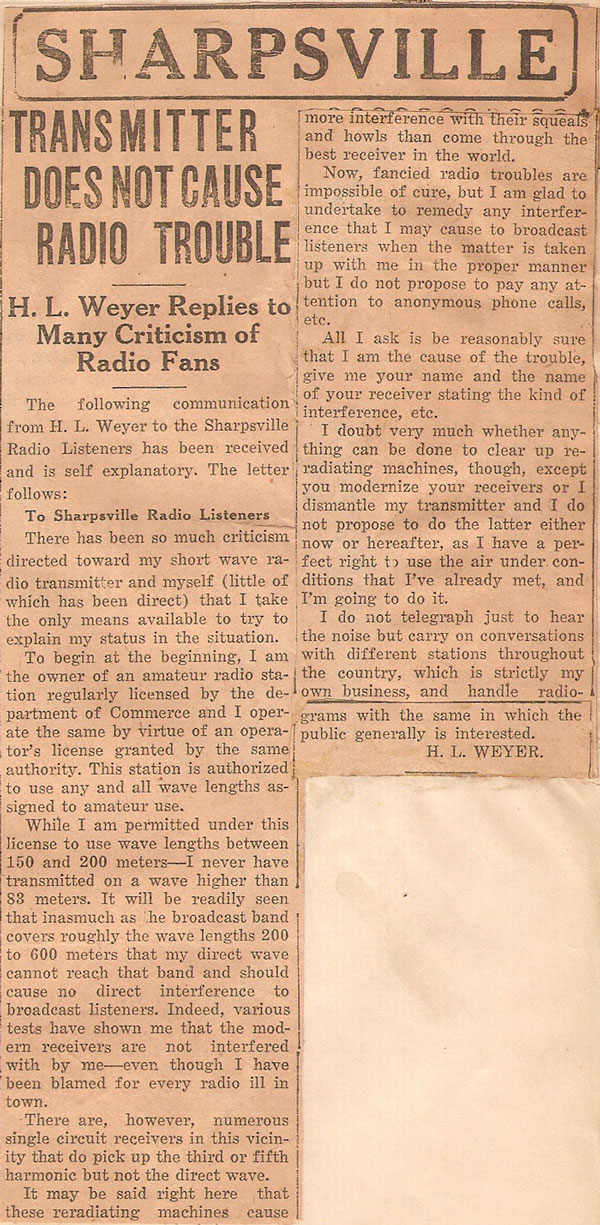 SHARPSVILLE
TRANSMITTER
DOES NOT CAUSE
RADIO TROUBLE
H. L. Weyer Replies to
Many Criticism of
Radio Fans
The following communication
from H. L. Weyer to the Sharpsville
Radio Listeners has been received
and is self explanatory. The letter
follows:
To Sharpsville Radio Listeners
There has been so much criticism
directed toward my short wave ra-
dio transmitter and myself (little of
which has been direct) that I take
the only means available to try to
explain my status in the situation.
To begin at the beginning, I am
the owner of an amateur radio sta-
tion regularly licensed by the de-
partment of Commerce and I oper-
ate the same by virtue of an opera-
tor's license granted by the same
authority. This station is authorized
to use any and all wave lengths as-
signed to amateur use.
While I am permitted under this
license to use wave lengths between
150 and 200 meters—I never have
transmitted on a wave higher than
83 meters. It will be readily seen
that inasmuch as he broadcast band
covers roughly the wave lengths 200
to 600 meters that my direct wave
cannot reach that band and should
cause no direct interference to
broadcast listeners. Indeed, various
tests have shown me that the mod-
ern receivers are not interfered
with by me—even though I have
been blamed for every radio ill in
town.
There are, however, numerous
single circuit receivers in this vicin-
ity that do pick up the third or fifth
harmonic but not the direct wave.
It may be said right here that
these reradiating machines cause
more interference with their squeals
and howls than come through the
best receiver in the world.
Now, fancied radio troubles are
impossible of cure, but I am glad to
undertake to remedy any interfer-
ence that I may cause to broadcast
listeners when the matter is taken
up with me in the proper manner
but I do not propose to pay any at-
tention to anonymous phone calls,
etc.
All I ask is be reasonably sure
that I am the cause of the trouble,
give me your name and the name
of your receiver stating the kind of
interference, etc.
I doubt very much whether any-
thing can be done to clear up re-
radiating machines, though, except
you modernize your receivers or I
dismantle my transmitter and I do
not propose to do the latter either
now or hereafter, as I have a per-
fect right to use the air under con-
ditions that I've already met, and
I'm going to do it.
I do not telegraph just to hear
the noise but carry on conversations
with different stations throughout
the country, which is strictly my
own business, and handle radio-
grams with the same in which the
public generally is interested.
H. L. WEYER.